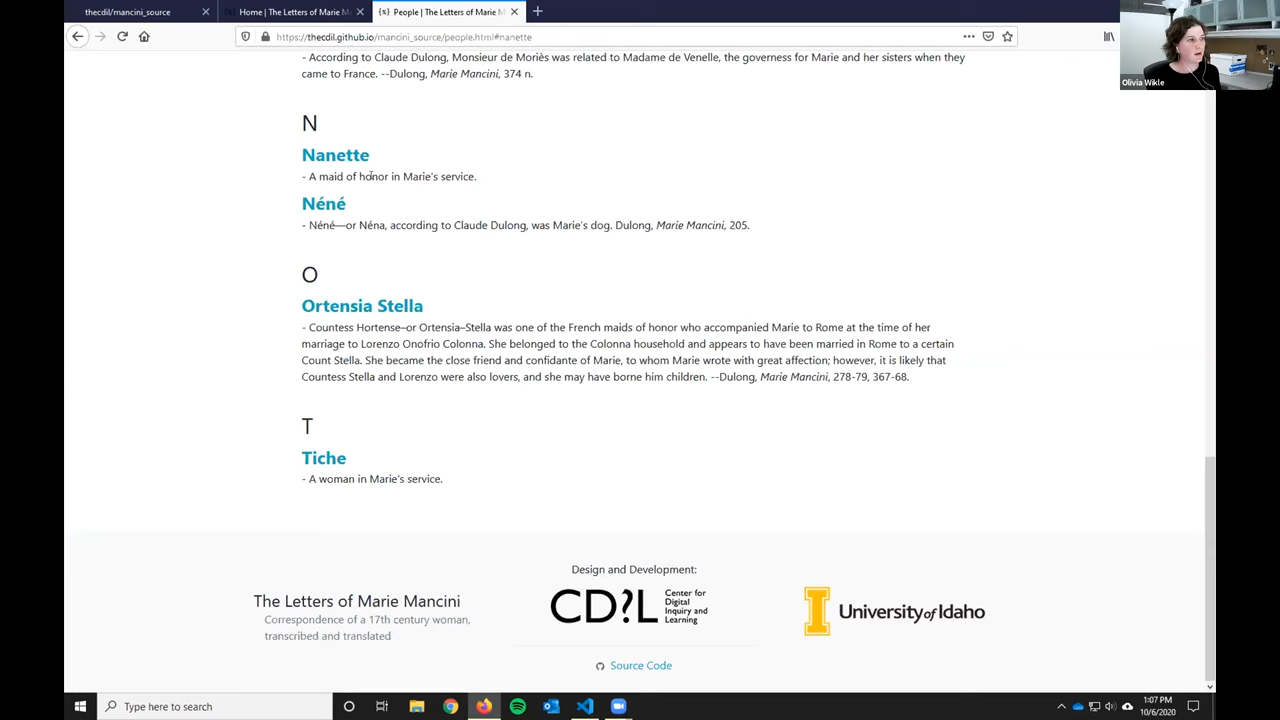 thecdil/mancini_source
Home | The Letters of Marie M
People | The Letters of Marie M
https://thecdil.github.io/mancini_source/people.html#nanette
Olivia Wikle
- According to Claude Dulong, Monsieur de Moriès was related to Madame de Venelle, the governess for Marie and her sisters when they
came to France. --Dulong, Marie Mancini, 374 n.
N
Nanette
- A maid of honor in Marie's service.
Néné
- Néné—or Néna, according to Claude Dulong, was Marie's dog. Dulong, Marie Mancini, 205.
O
Ortensia Stella
- Countess Hortense–or Ortensia–Stella was one of the French maids of honor who accompanied Marie to Rome at the time of her
marriage to Lorenzo Onofrio Colonna. She belonged to the Colonna household and appears to have been married in Rome to a certain
Count Stella. She became the close friend and confidante of Marie, to whom Marie wrote with great affection; however, it is likely that
Countess Stella and Lorenzo were also lovers, and she may have borne him children. --Dulong, Marie Mancini, 278-79, 367-68.
T
Tiche
- A woman in Marie's service.
The Letters of Marie Mancini
Correspondence of a 17th century woman,
transcribed and translated
Design and Development:
CD?L
Center for
Digital
Inquiry and
Learning
Source Code
I
University of Idaho
Type here to search
1:07 PM
10/6/2020